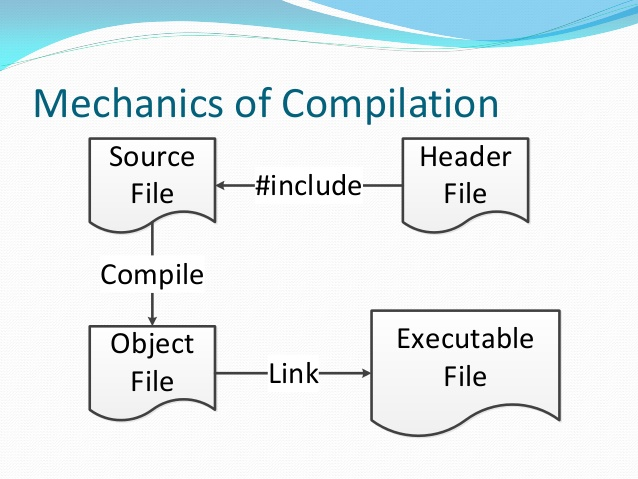 Mechanics of Compilation
Source
File
#include
Header
File
Compile
Object
File
Link
Executable
File